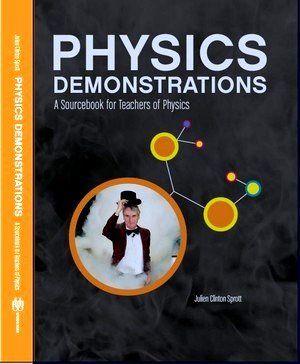 PHYSICS
DEMONSTRATIONS
A Sourcebook for Teachers of Physics
Julien Clinton Sprott
Julien Clinton Sprott
PHYSICS DEMONSTRATIONS
A Sourcebook for Teachers of Physics